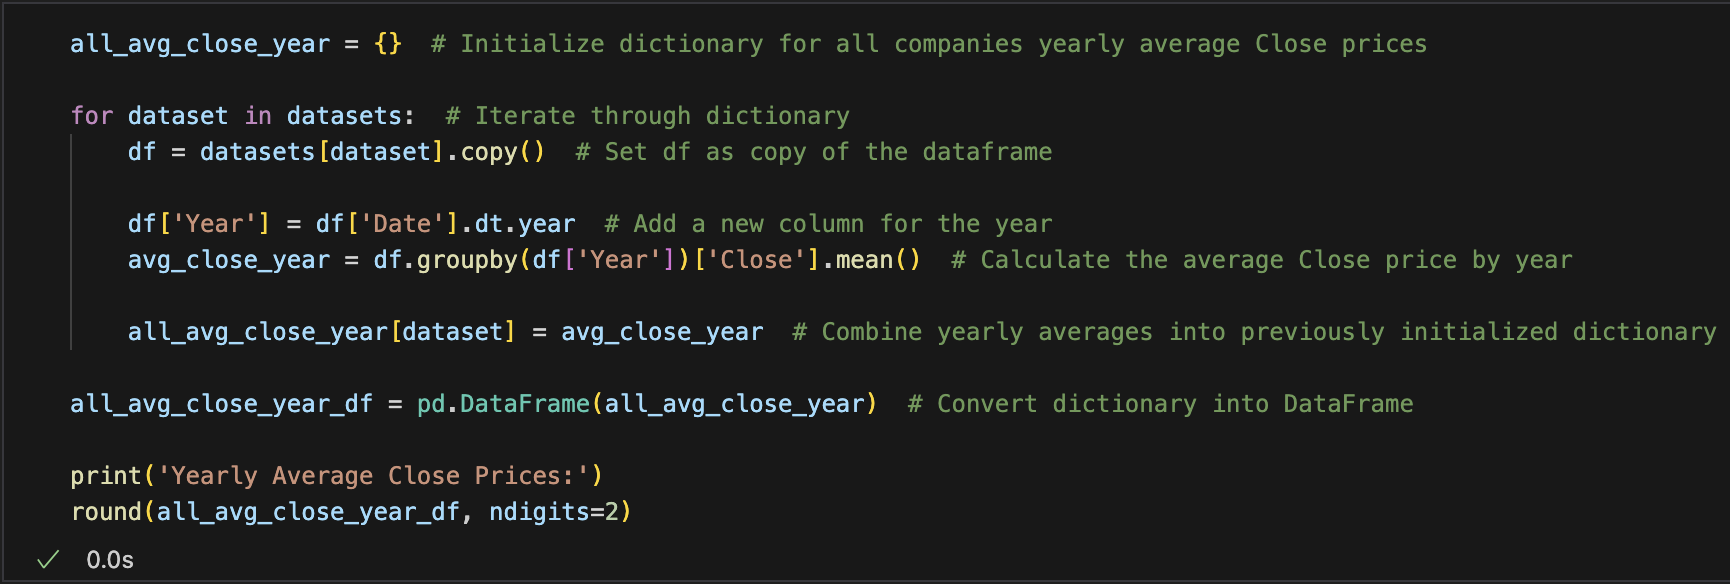 all_avg_close_year = {}  # Initialize dictionary for all companies yearly average Close prices
for dataset in datasets:  # Iterate through dictionary
    df = datasets[dataset].copy()  # Set df as copy of the dataframe
    df['Year'] = df['Date'].dt.year  # Add a new column for the year
    avg_close_year = df.groupby(df['Year'])['Close'].mean()  # Calculate the average Close price by year
    all_avg_close_year[dataset] = avg_close_year  # Combine yearly averages into previously initialized dictionary
all_avg_close_year_df = pd.DataFrame(all_avg_close_year)  # Convert dictionary into DataFrame
print('Yearly Average Close Prices:')
round(all_avg_close_year_df, ndigits=2)
0.0s